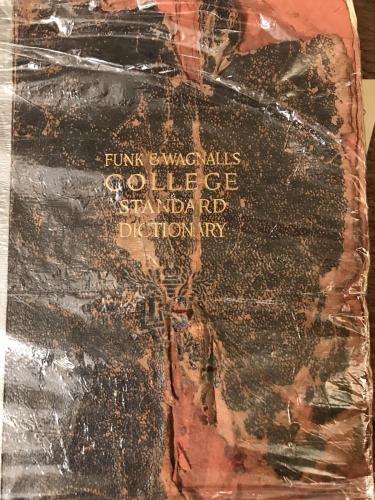 FUNK & WAGNALLS
COLLEGE
STANDARD
DICTIONARY